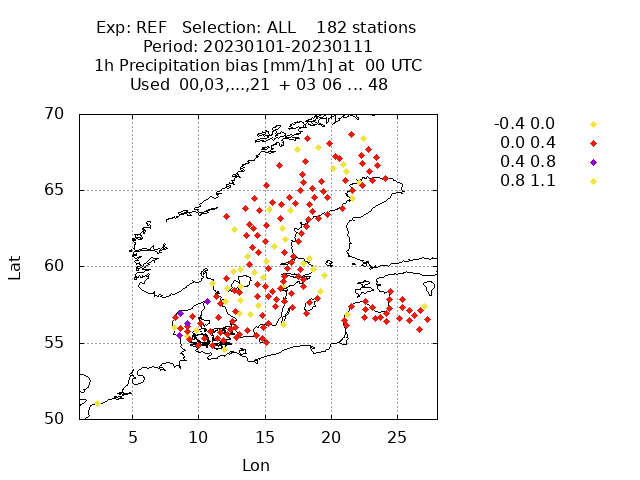 Exp: REF   Selection: ALL    182 stations
Period: 20230101-20230111
1h Precipitation bias [mm/1h] at  00 UTC
Used  00,03,...,21  + 03 06 ... 48
-0.4 0.0
0.0 0.4
0.4 0.8
0.8 1.1
70
65
60
55
50
Lat
5 10 15 20 25
Lon